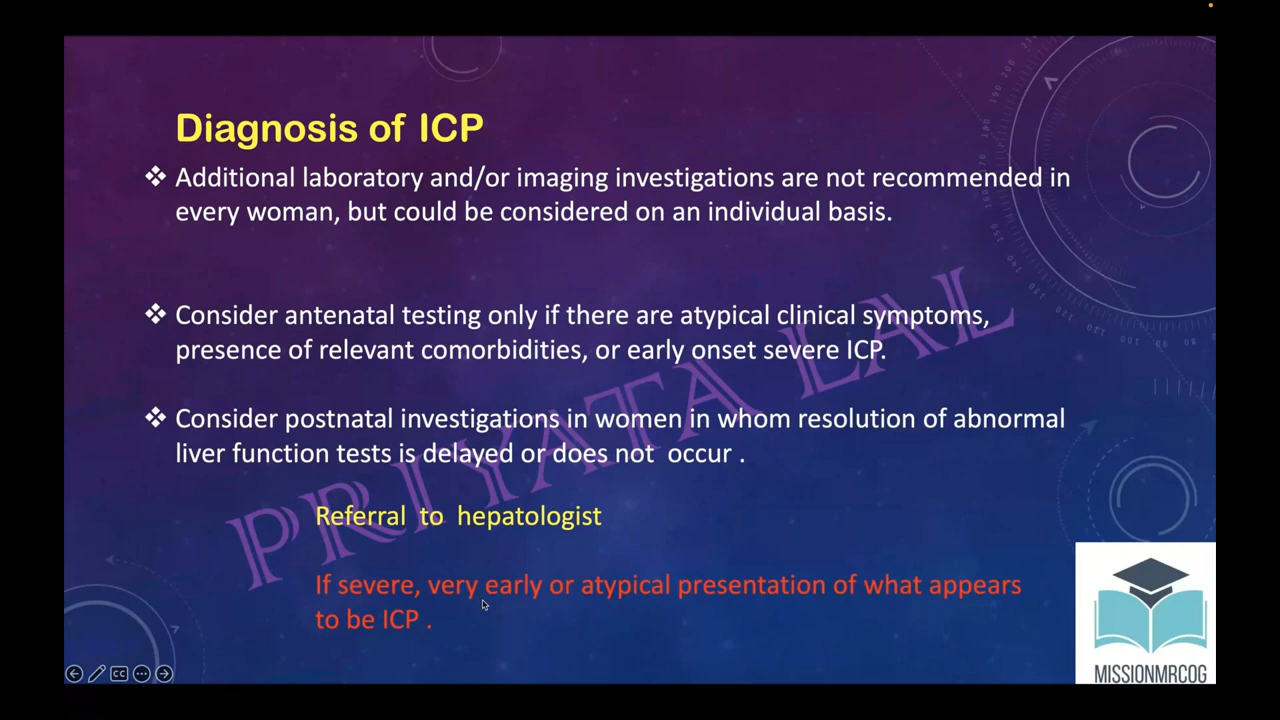 Diagnosis of ICP
❖ Additional laboratory and/or imaging investigations are not recommended in
every woman, but could be considered on an individual basis.
❖ Consider antenatal testing only if there are atypical clinical symptoms,
presence of relevant comorbidities, or early onset severe ICP.
❖ Consider postnatal investigations in women in whom resolution of abnormal
liver function tests is delayed or does not occur .
PRIYATA LAL
Referral to hepatologist
If severe, very early or atypical presentation of what appears
to be ICP .
MISSIONMRCOG
CC